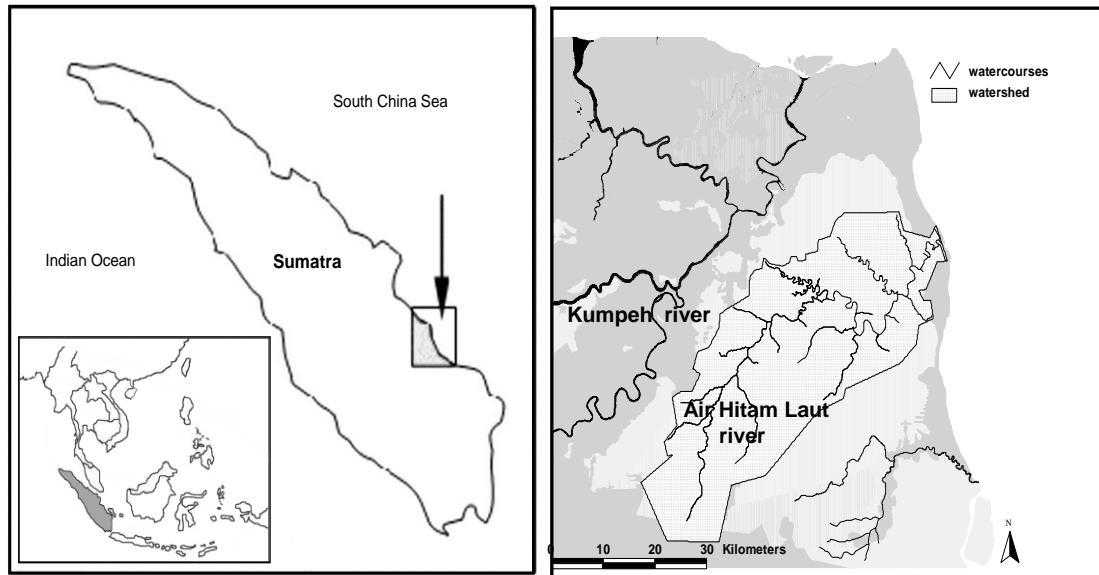 South China Sea
Indian Ocean
Sumatra
watercourses
watershed
Kumpeh river
Air Hitam Laut
river
N
0 10 20 30 Kilometers